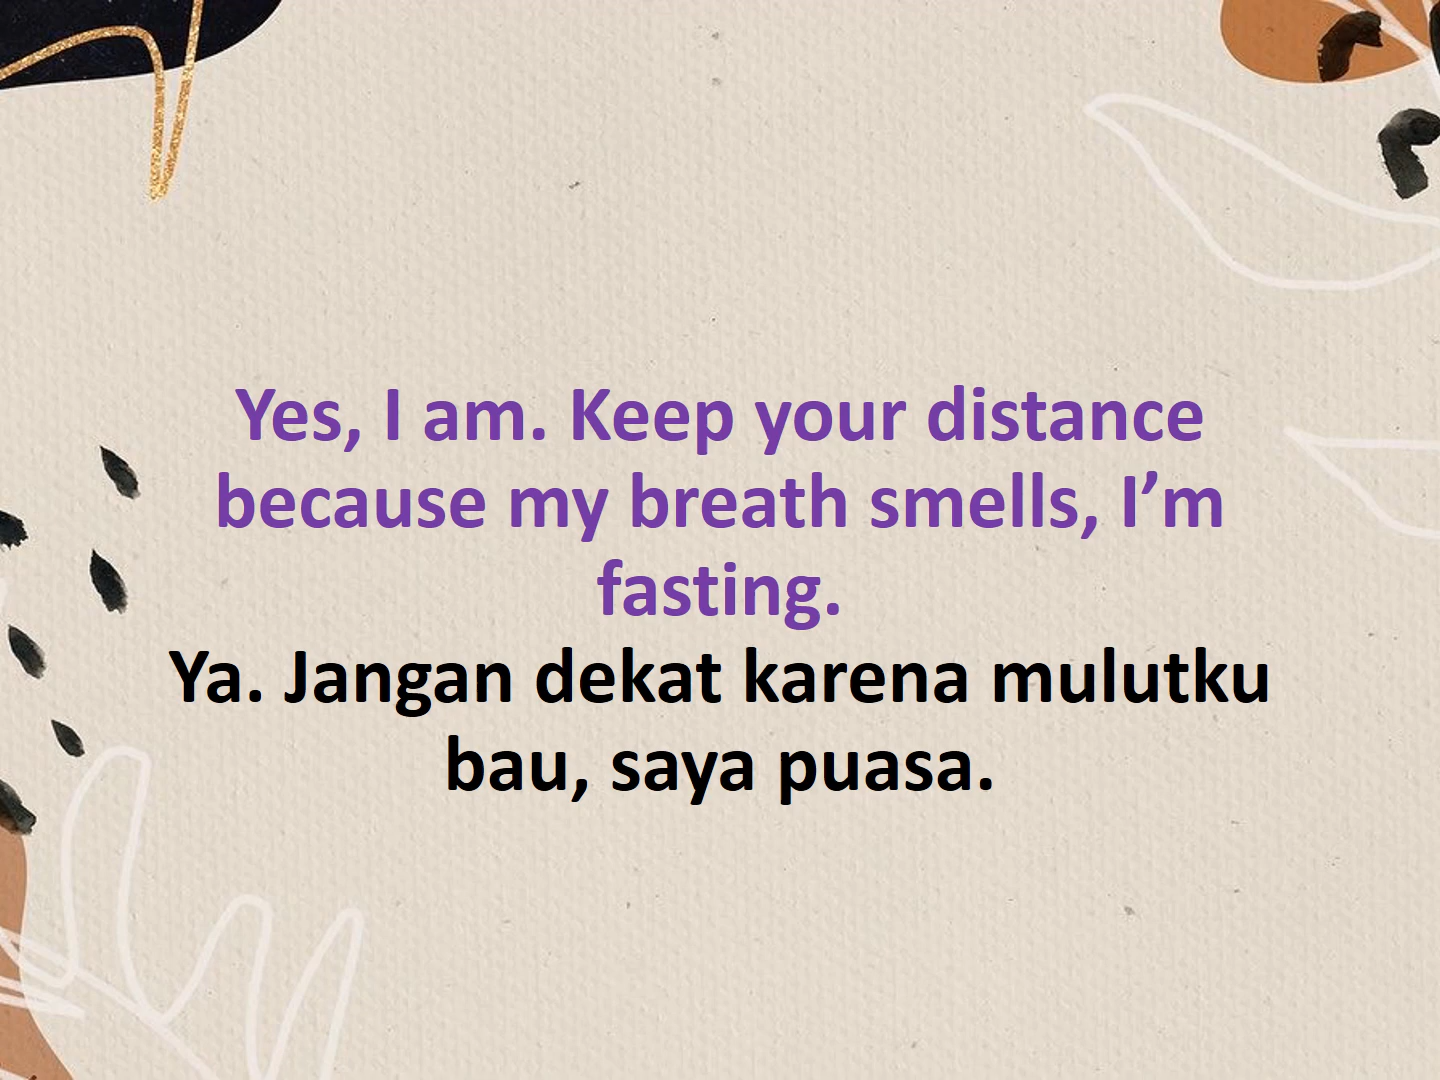 Yes, I am. Keep your distance
because my breath smells, I’m
fasting.
Ya. Jangan dekat karena mulutku
bau, saya puasa.